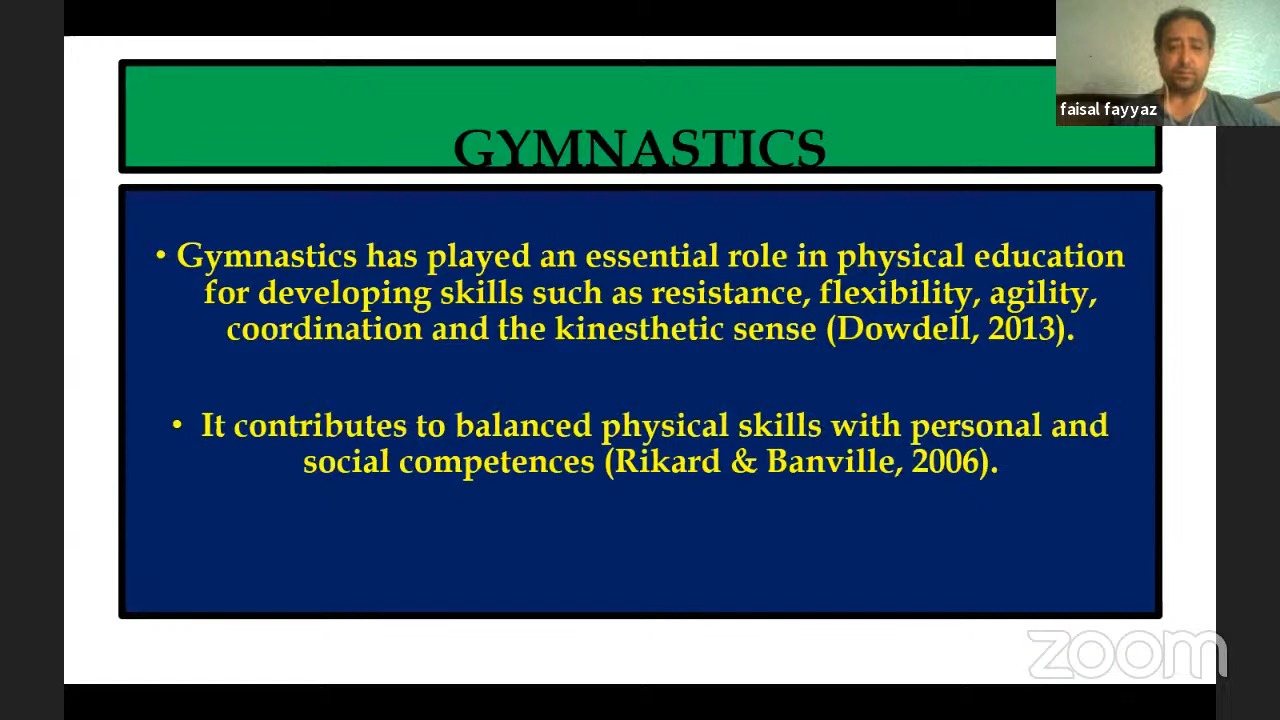 GYMNASTICS
faisal fayyaz
• Gymnastics has played an essential role in physical education
for developing skills such as resistance, flexibility, agility,
coordination and the kinesthetic sense (Dowdell, 2013).
• It contributes to balanced physical skills with personal and
social competences (Rikard & Banville, 2006).
zoom